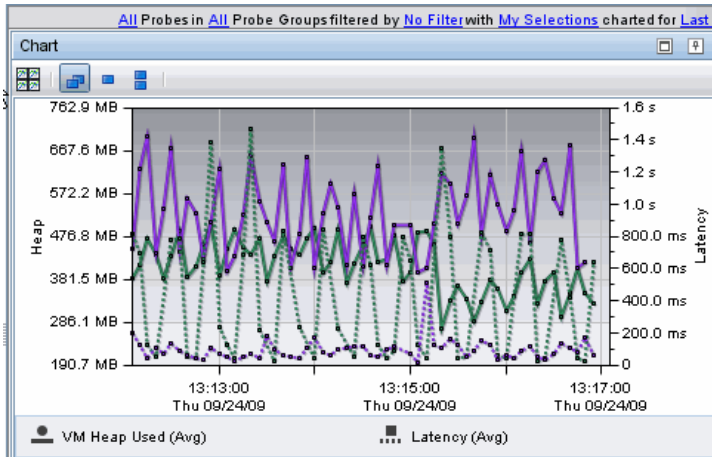 All Probes in All Probe Groups filtered by No Filter with My Selections charted for Last
Chart
762.9 MB
667.6 MB
572.2 MB
476.8 MB
381.5 MB
286.1 MB
190.7 MB
Heap
1.6 s
1.4 s
1.2 s
1.0 s
800.0 ms
600.0 ms
400.0 ms
200.0 ms
0
Latency
13:13:00 13:15:00 13:17:00
Thu 09/24/09 Thu 09/24/09 Thu 09/24/09
VM Heap Used (Avg) Latency (Avg)